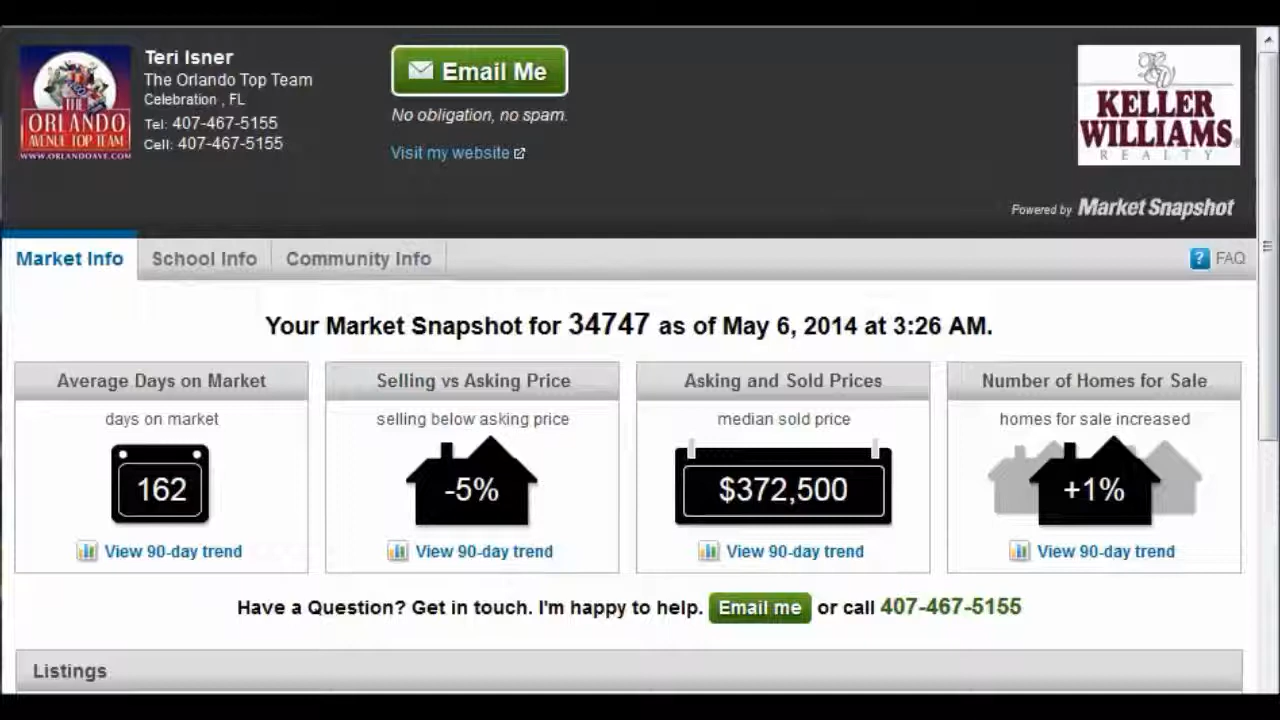 THE
ORLANDO
AVENUE TOP TEAM
WWW.ORLANDOAVE.COM
Teri Isner
The Orlando Top Team
Celebration , FL
Tel: 407-467-5155
Cell: 407-467-5155
Email Me
No obligation, no spam.
Visit my website
KW
KELLER
WILLIAMS®
REALTY
Powered by Market Snapshot
Market Info
School Info
Community Info
? FAQ
Your Market Snapshot for 34747 as of May 6, 2014 at 3:26 AM.
Average Days on Market
days on market
162
View 90-day trend
Selling vs Asking Price
selling below asking price
-5%
View 90-day trend
Asking and Sold Prices
median sold price
$372,500
View 90-day trend
Number of Homes for Sale
homes for sale increased
+1%
View 90-day trend
Have a Question? Get in touch. I'm happy to help. Email me or call 407-467-5155
Listings